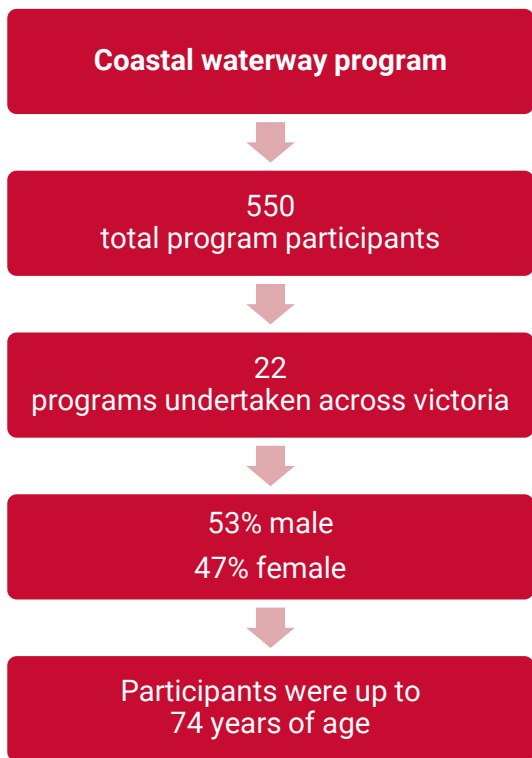 Coastal waterway program
550
total program participants
22
programs undertaken across victoria
53% male
47% female
Participants were up to
74 years of age